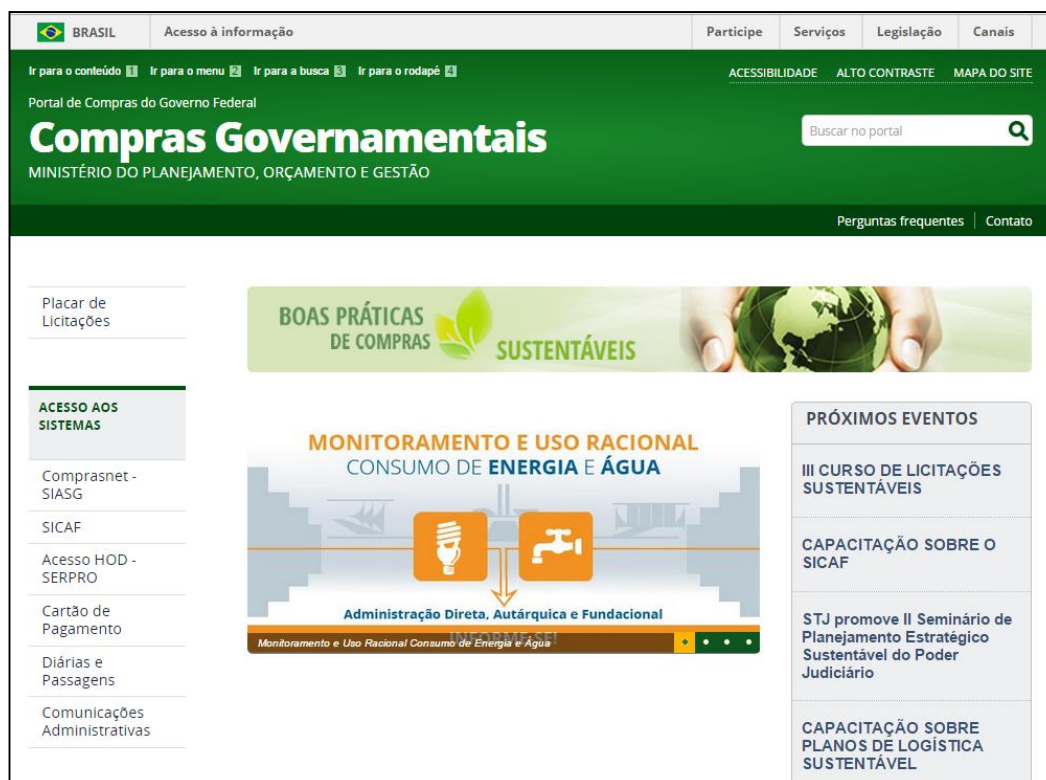 BRASIL
Acesso à informação
Participe
Serviços
Legislação
Canais
Ir para o conteúdo 1 Ir para o menu 2 Ir para a busca 3 Ir para o rodapé 4
ACESSIBILIDADE ALTO CONTRASTE MAPA DO SITE
Portal de Compras do Governo Federal
Compras Governamentais
MINISTÉRIO DO PLANEJAMENTO, ORÇAMENTO E GESTÃO
Buscar no portal
Perguntas frequentes
Contato
Placar de
Licitações
BOAS PRÁTICAS
DE COMPRAS
SUSTENTÁVEIS
ACESSO AOS
SISTEMAS
Comprasnet -
SIASG
SICAF
Acesso HOD -
SERPRO
Cartão de
Pagamento
Diárias e
Passagens
Comunicações
Administrativas
MONITORAMENTO E USO RACIONAL
CONSUMO DE ENERGIA E ÁGUA
Administração Direta, Autárquica e Fundacional
INFORME-SE!
Monitoramento e Uso Racional Consumo de Energia e Água
PRÓXIMOS EVENTOS
III CURSO DE LICITAÇÕES
SUSTENTÁVEIS
CAPACITAÇÃO SOBRE O
SICAF
STJ promove II Seminário de
Planejamento Estratégico
Sustentável do Poder
Judiciário
CAPACITAÇÃO SOBRE
PLANOS DE LOGÍSTICA
SUSTENTÁVEL